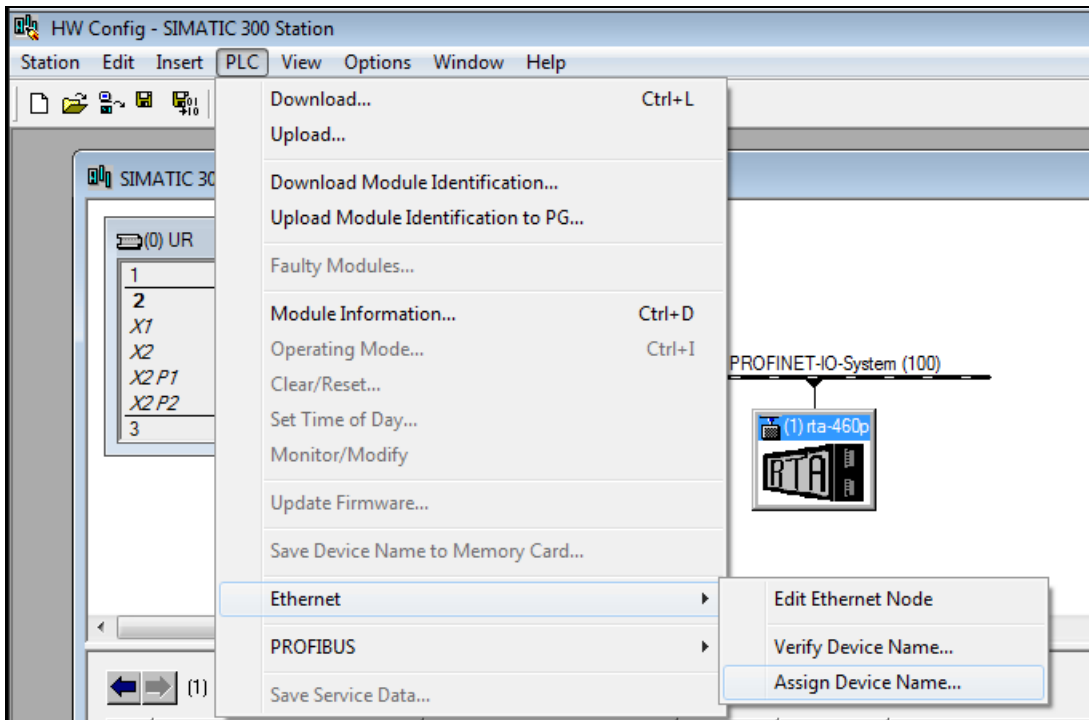 HW Config - SIMATIC 300 Station
Station Edit Insert PLC View Options Window Help
Download... Ctrl+L
Upload...
Download Module Identification...
Upload Module Identification to PG...
Faulty Modules...
Module Information... Ctrl+D
Operating Mode... Ctrl+I
Clear/Reset...
Set Time of Day...
Monitor/Modify
Update Firmware...
Save Device Name to Memory Card...
Ethernet
PROFIBUS
Save Service Data...
Edit Ethernet Node
Verify Device Name...
Assign Device Name...
SIMATIC 30
(0) UR
1
2
X1
X2
X2 P1
X2 P2
3
PROFINET-IO-System (100)
(1) rta-460p
RTA
(1)